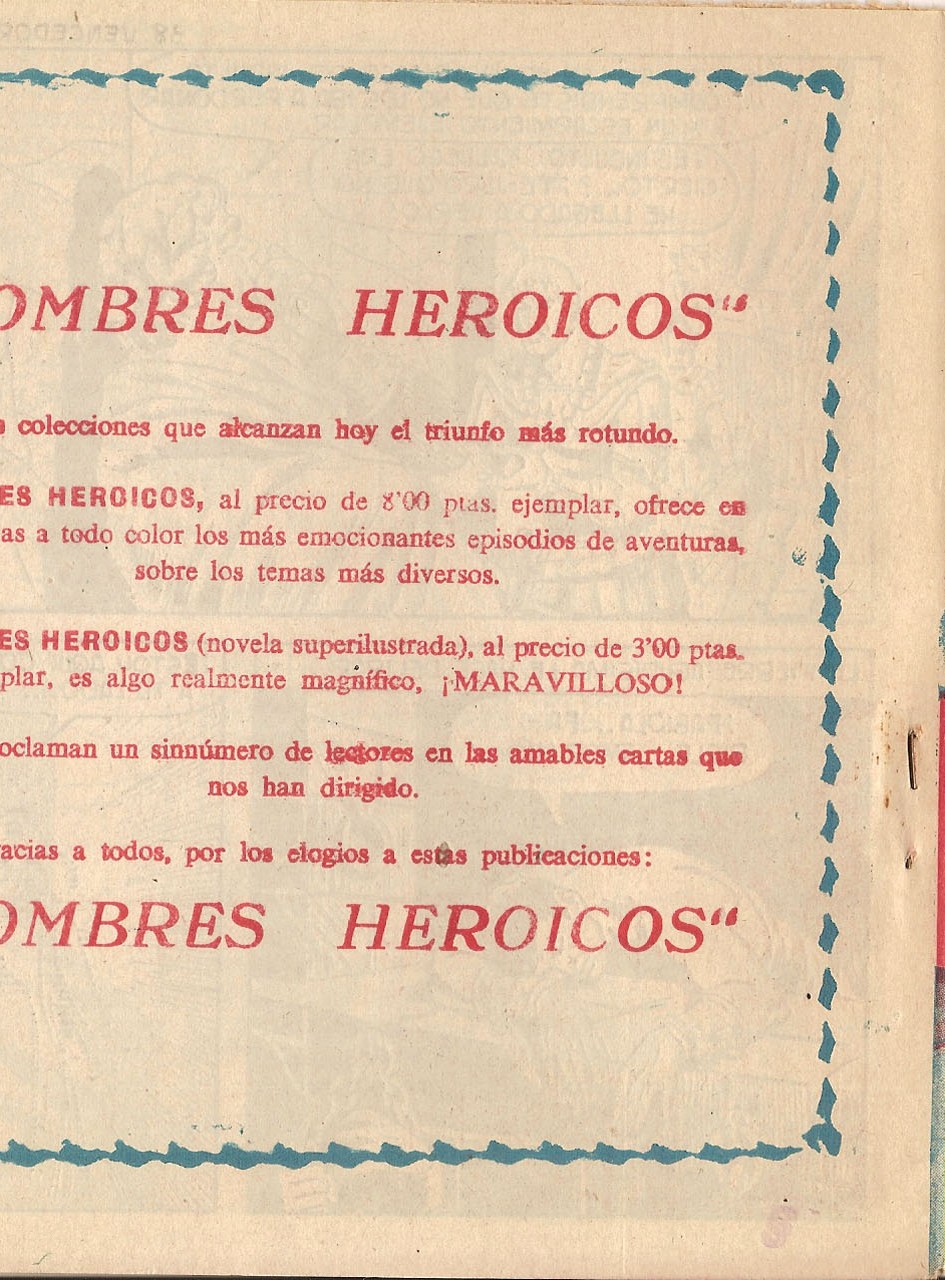 OMBRES HEROICOS“
colecciones que alcanzan hoy el triunfo más rotundo.
ES HEROICOS, al precio de 8'00 ptas. ejemplar, ofrece en
as a todo color los más emocionantes episodios de aventuras,
sobre los temas más diversos.
ES HEROICOS (novela superilustrada), al precio de 3'00 ptas.
plar, es algo realmente magnífico, ¡MARAVILLOSO!
oclaman un sinnúmero de lectores en las amables cartas que
nos han dirigido.
acias a todos, por los elogios a estas publicaciones:
OMBRES HEROICOS“